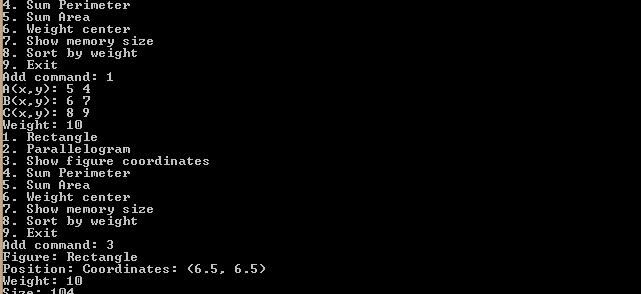 4. Sum Perimeter
5. Sum Area
6. Weight center
7. Show memory size
8. Sort by weight
9. Exit
Add command: 1
A(x,y): 5 4
B(x,y): 6 7
C(x,y): 8 9
Weight: 10
1. Rectangle
2. Parallelogram
3. Show figure coordinates
4. Sum Perimeter
5. Sum Area
6. Weight center
7. Show memory size
8. Sort by weight
9. Exit
Add command: 3
Figure: Rectangle
Position: Coordinates: (6.5, 6.5)
Weight: 10
Size: 104